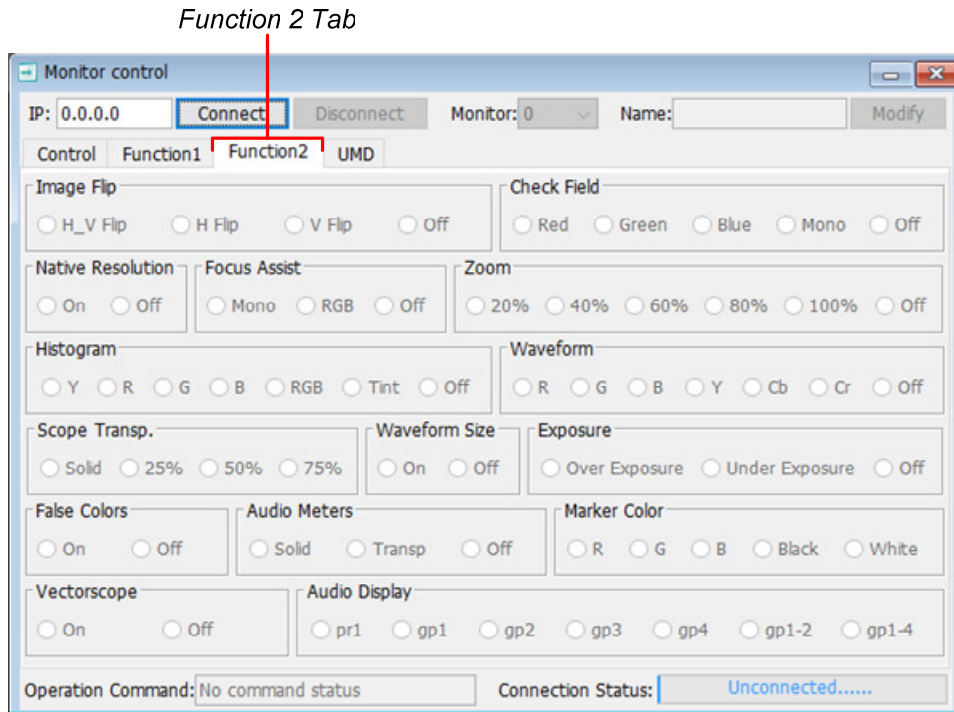 Function 2 Tab
Monitor control
IP: 0.0.0.0 Connect Disconnect Monitor: 0 Name: Modify
Control Function1 Function2 UMD
Image Flip Check Field
H_V Flip H Flip V Flip Off Red Green Blue Mono Off
Native Resolution Focus Assist Zoom
On Off Mono RGB Off 20% 40% 60% 80% 100% Off
Histogram Waveform
Y R G B RGB Tint Off R G B Y Cb Cr Off
Scope Transp. Waveform Size Exposure
Solid 25% 50% 75% On Off Over Exposure Under Exposure Off
False Colors Audio Meters Marker Color
On Off Solid Transp Off R G B Black White
Vectorscope Audio Display
On Off pr1 gp1 gp2 gp3 gp4 gp1-2 gp1-4
Operation Command: No command status Connection Status: Unconnected......